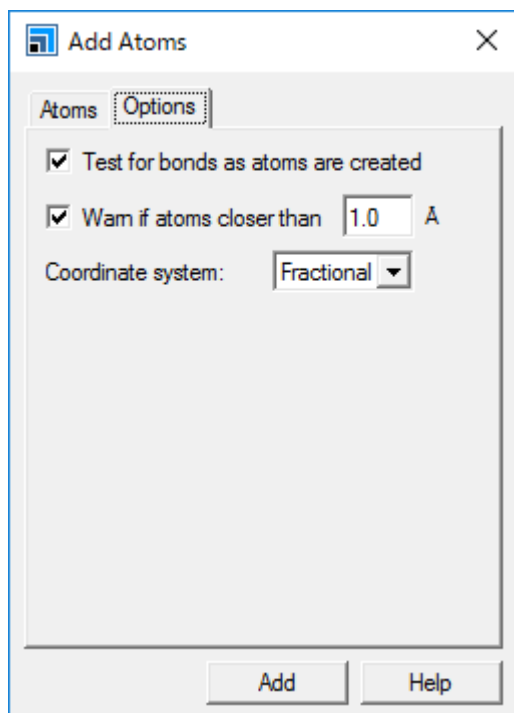 Add Atoms
Atoms Options
Test for bonds as atoms are created
Warn if atoms closer than 1.0 Å
Coordinate system: Fractional
Add Help